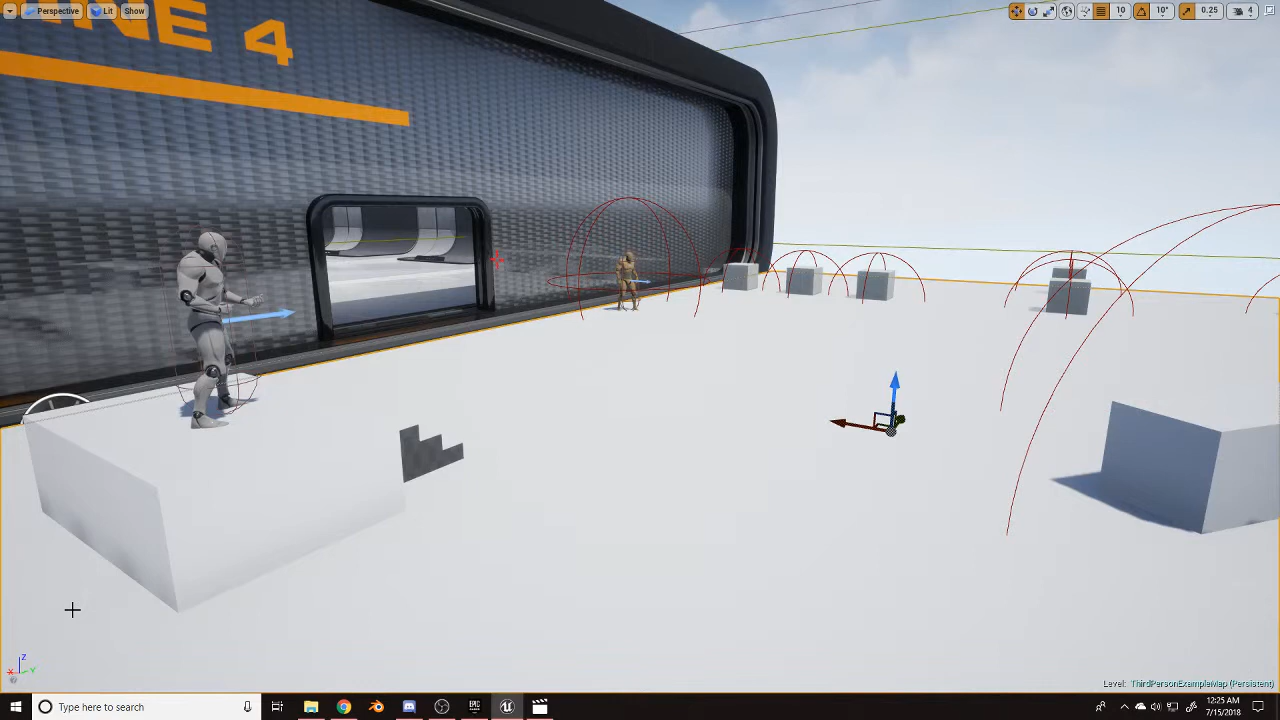 Perspective Lit Show
10 10° 0.25 4
NE 4
Z
X Y
Level: ThirdPersonExampleMap (Persistent)
Type here to search
EPIC
12:25 AM
7/15/2018